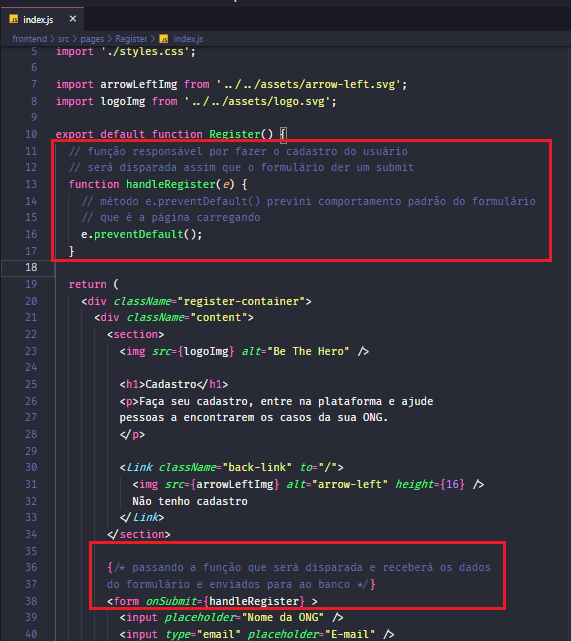 index.js ×
frontend > src > pages > Register > index.js
5 import './styles.css';
6
7 import arrowLeftImg from '../../assets/arrow-left.svg';
8 import logoImg from '../../assets/logo.svg';
9
10 export default function Register() {
11 // função responsável por fazer o cadastro do usuário
12 // será disparada assim que o formulário der um submit
13 function handleRegister(e) {
14 // método e.preventDefault() previni comportamento padrão do formulário
15 // que é a página carregando
16 e.preventDefault();
17 }
18
19 return (
20 <div className="register-container">
21 <div className="content">
22 <section>
23 <img src={logoImg} alt="Be The Hero" />
24
25 <h1>Cadastro</h1>
26 <p>Faça seu cadastro, entre na plataforma e ajude
27 pessoas a encontrarem os casos da sua ONG.
28 </p>
29
30 <Link className="back-link" to="/">
31 <img src={arrowLeftImg} alt="arrow-left" height={16} />
32 Não tenho cadastro
33 </Link>
34 </section>
35
36 {/* passando a função que será disparada e receberá os dados
37 do formulário e enviados para ao banco */}
38 <form onSubmit={handleRegister} >
39 <input placeholder="Nome da ONG" />
40 <input type="email" placeholder="E-mail" />